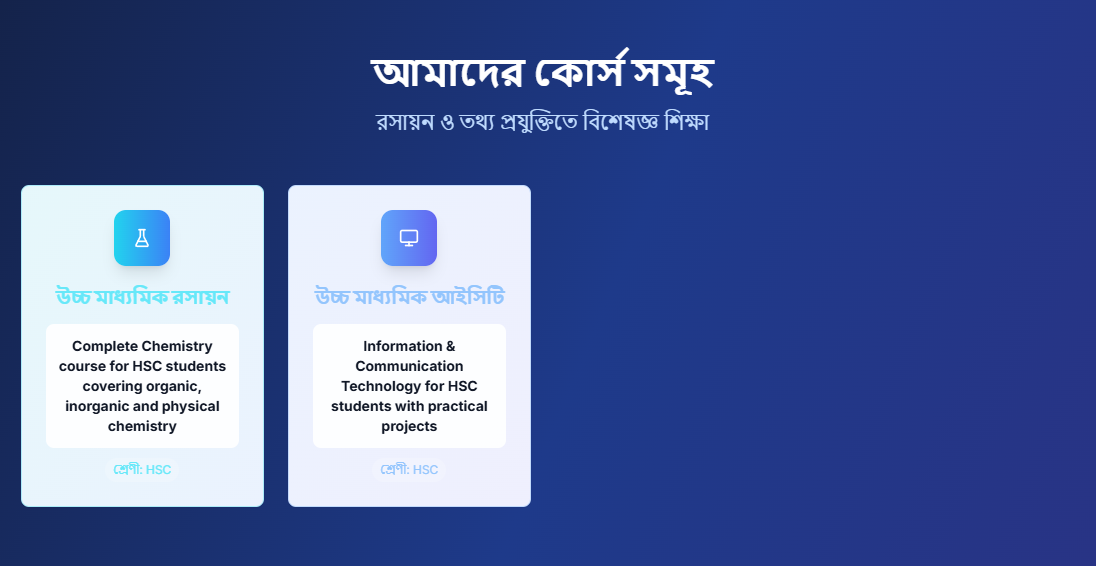 আমাদের কোর্স সমূহ
রসায়ন ও তথ্য প্রযুক্তিতে বিশেষজ্ঞ শিক্ষা
উচ্চ মাধ্যমিক রসায়ন
Complete Chemistry
course for HSC students
covering organic,
inorganic and physical
chemistry
শ্রেণী: HSC
উচ্চ মাধ্যমিক আইসিটি
Information &
Communication
Technology for HSC
students with practical
projects
শ্রেণী: HSC